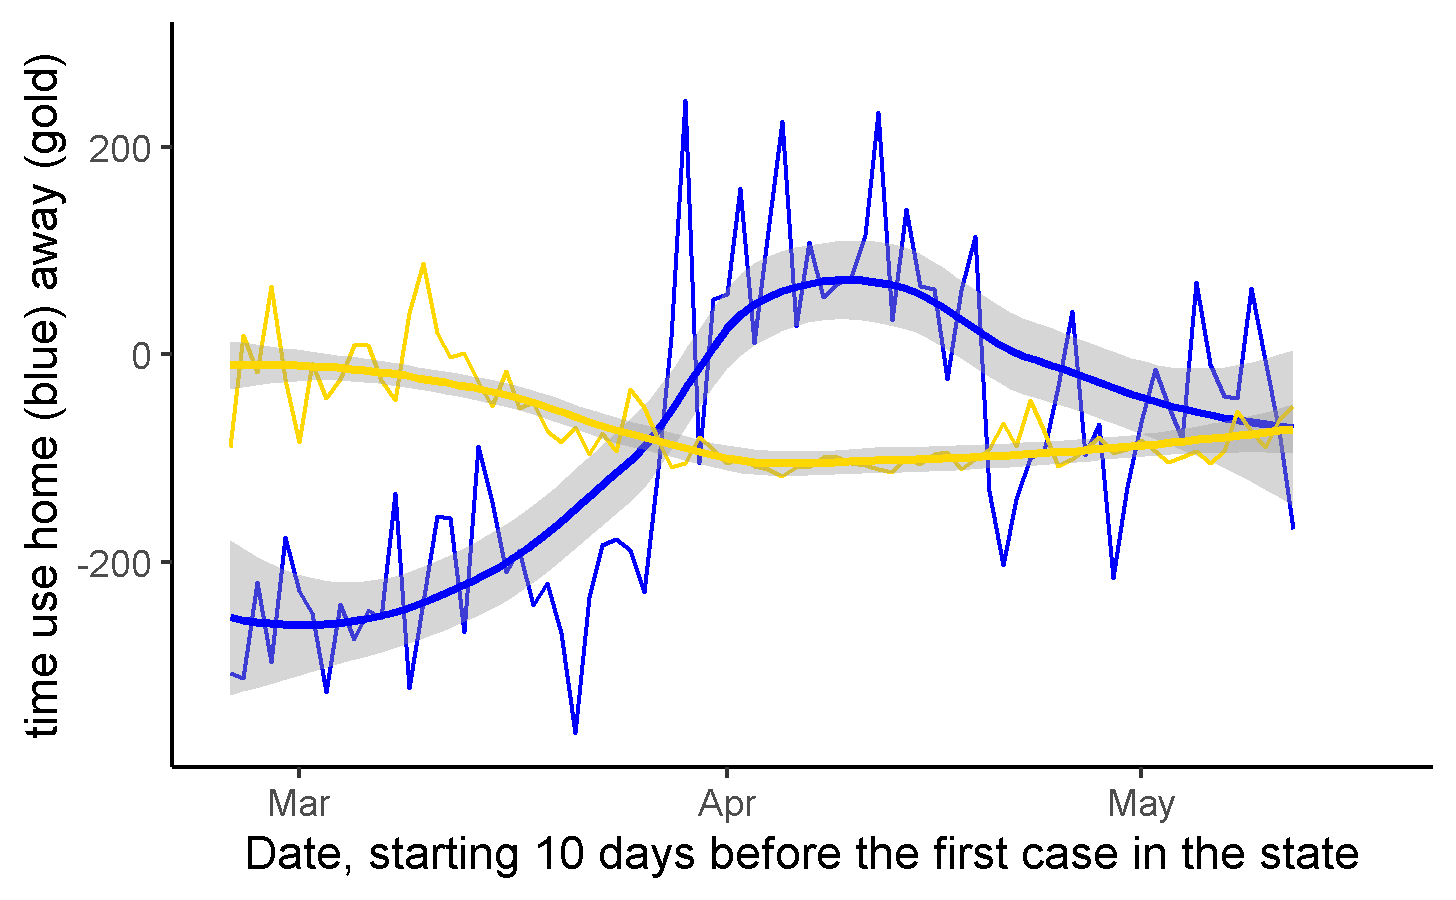 time use home (blue) away (gold)
200
0
-200
Mar
Apr
May
Date, starting 10 days before the first case in the state